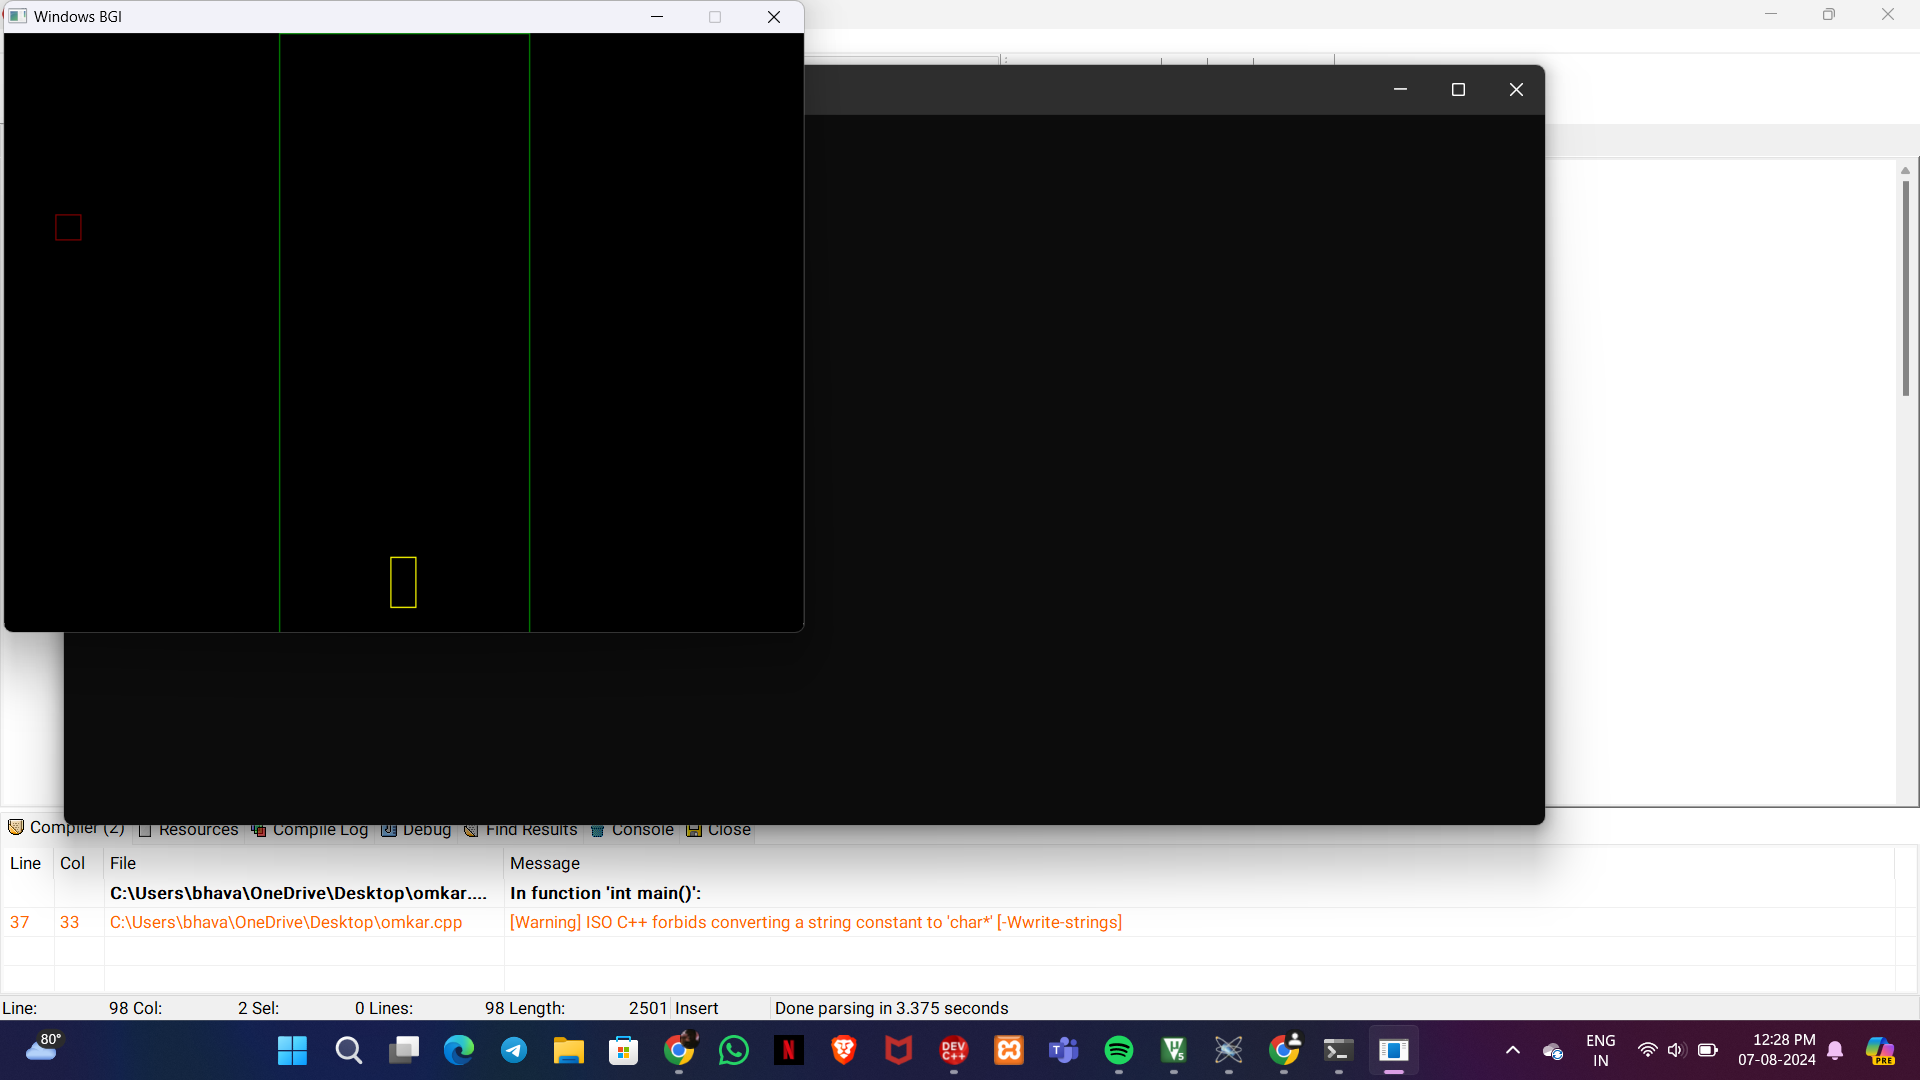 Windows BGI
Compiler (2) Resources Compile Log Debug Find Results Console Close
Line Col File Message
C:\Users\bhava\OneDrive\Desktop\omkar.... In function 'int main()':
37 33 C:\Users\bhava\OneDrive\Desktop\omkar.cpp [Warning] ISO C++ forbids converting a string constant to 'char*' [-Wwrite-strings]
Line: 98 Col: 2 Sel: 0 Lines: 98 Length: 2501 Insert Done parsing in 3.375 seconds
80°
N
DEV
C++
T
V5
ENG
IN
12:28 PM
07-08-2024
PRE